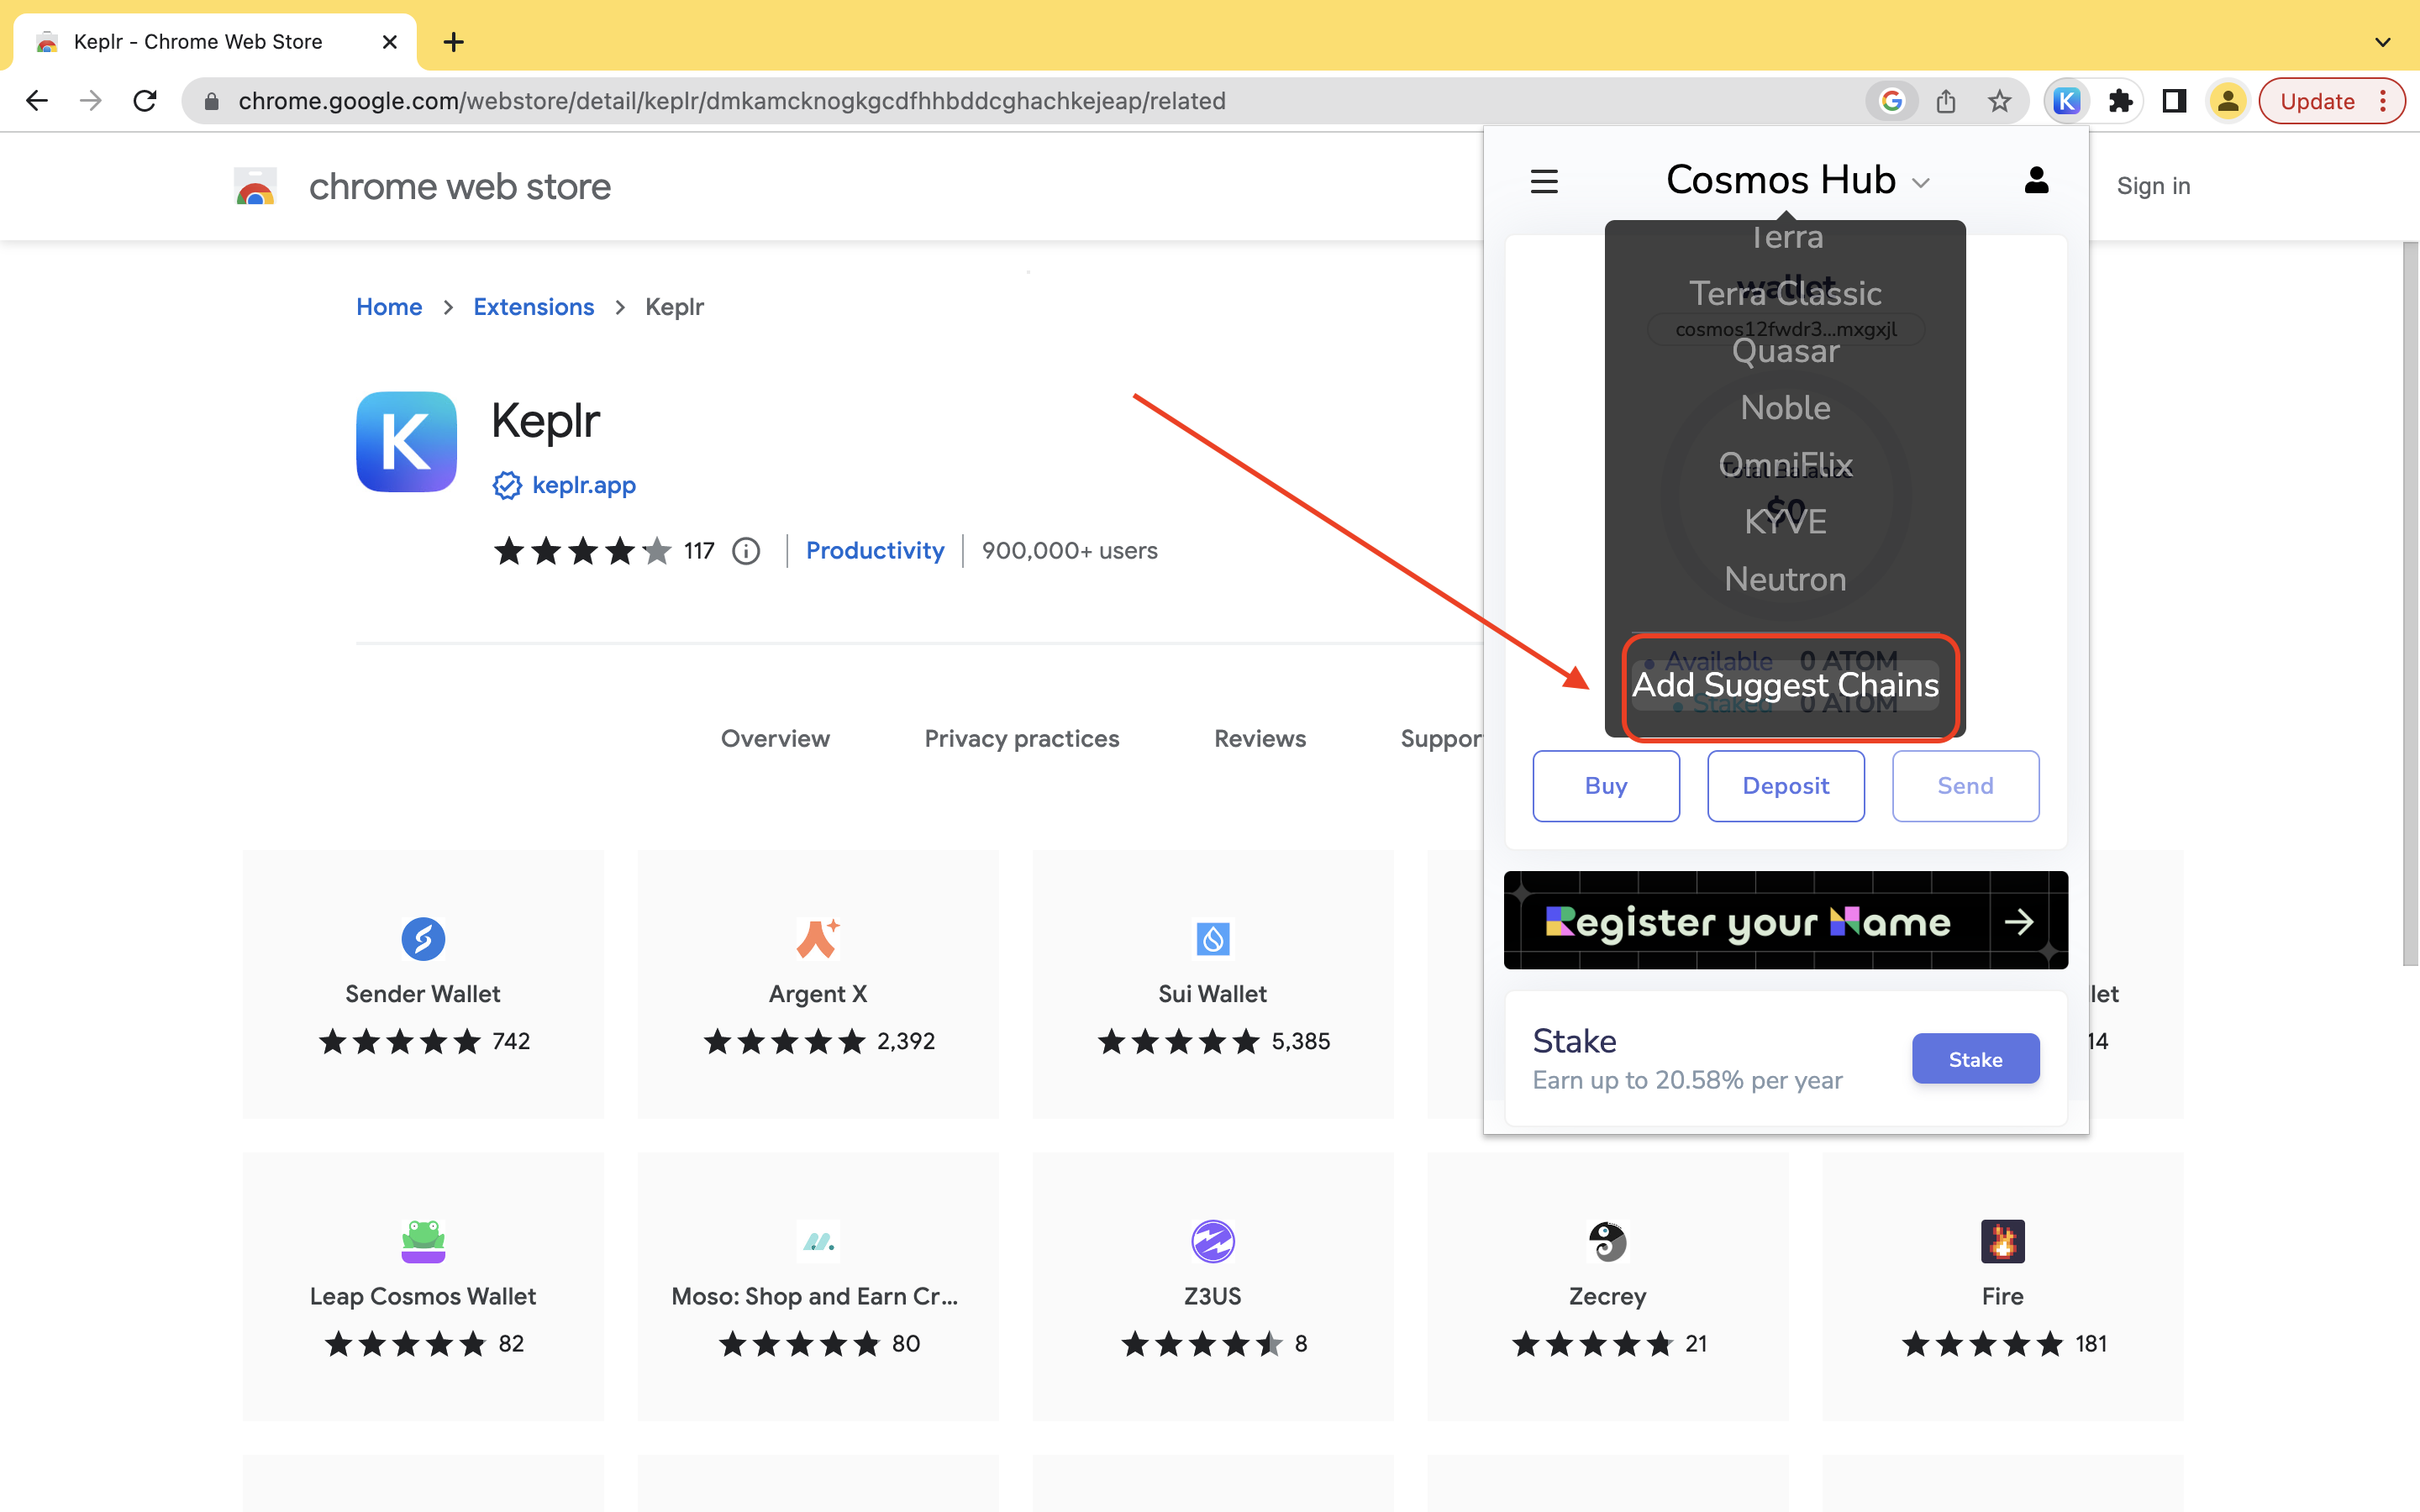 Keplr - Chrome Web Store
chrome.google.com/webstore/detail/keplr/dmkamcknogkgcdfhhbddcghachkejeap/related
Update
chrome web store
Sign in
Home > Extensions > Keplr
K
Keplr
keplr.app
117
Productivity
900,000+ users
Overview
Privacy practices
Reviews
Suppor
Cosmos Hub
Terra
wallet
Terra Classic
cosmos12fwdr3...mxgxjl
Quasar
Noble
OmniFlix
Total Balance
$0
KYVE
Neutron
Available 0 ATOM
Add Suggest Chains
Staked 0 ATOM
Buy
Deposit
Send
Register your Name
Stake
Earn up to 20.58% per year
Stake
Sender Wallet
742
Argent X
2,392
Sui Wallet
5,385
let
14
Leap Cosmos Wallet
82
Moso: Shop and Earn Cr...
80
Z3US
8
Zecrey
21
Fire
181